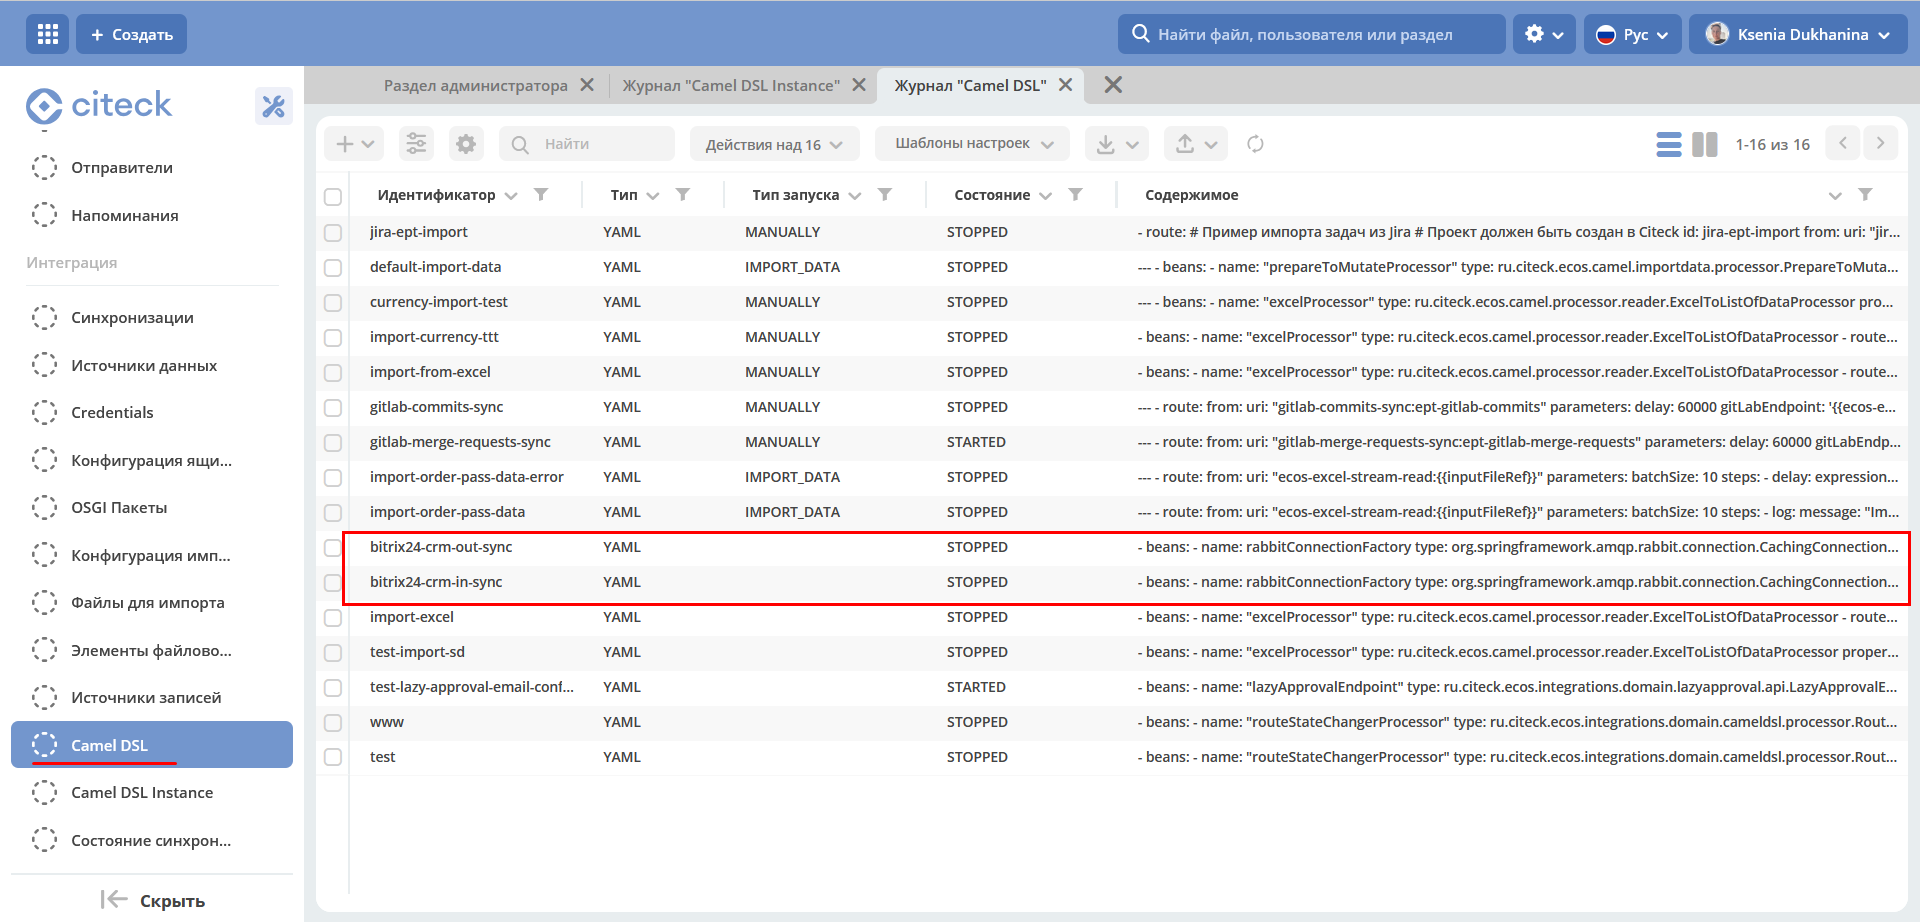 Создать
Найти файл, пользователя или раздел
Рус
Ksenia Dukhanina
citeck
Раздел администратора
Журнал "Camel DSL Instance"
Журнал "Camel DSL"
Отправители
Напоминания
Интеграция
Синхронизации
Источники данных
Credentials
Конфигурация ящи...
OSGI Пакеты
Конфигурация имп...
Файлы для импорта
Элементы файлово...
Источники записей
Camel DSL
Camel DSL Instance
Состояние синхрон...
Скрыть
Найти
Действия над 16
Шаблоны настроек
1-16 из 16
Идентификатор Тип Тип запуска Состояние Содержимое
jira-ept-import YAML MANUALLY STOPPED - route: # Пример импорта задач из Jira # Проект должен быть создан в Citeck id: jira-ept-import from: uri: "jir...
default-import-data YAML IMPORT_DATA STOPPED --- - beans: - name: "prepareToMutateProcessor" type: ru.citeck.ecos.camel.importdata.processor.PrepareToMuta...
currency-import-test YAML MANUALLY STOPPED --- - beans: - name: "excelProcessor" type: ru.citeck.ecos.camel.processor.reader.ExcelToListOfDataProcessor pro...
import-currency-ttt YAML MANUALLY STOPPED - beans: - name: "excelProcessor" type: ru.citeck.ecos.camel.processor.reader.ExcelToListOfDataProcessor - route...
import-from-excel YAML MANUALLY STOPPED - beans: - name: "excelProcessor" type: ru.citeck.ecos.camel.processor.reader.ExcelToListOfDataProcessor - route...
gitlab-commits-sync YAML MANUALLY STOPPED --- - route: from: uri: "gitlab-commits-sync:ept-gitlab-commits" parameters: delay: 60000 gitLabEndpoint: '{{ecos-e...
gitlab-merge-requests-sync YAML MANUALLY STARTED --- - route: from: uri: "gitlab-merge-requests-sync:ept-gitlab-merge-requests" parameters: delay: 60000 gitLabEndp...
import-order-pass-data-error YAML IMPORT_DATA STOPPED --- - route: from: uri: "ecos-excel-stream-read:{{inputFileRef}}" parameters: batchSize: 10 steps: - delay: expression...
import-order-pass-data YAML IMPORT_DATA STOPPED --- - route: from: uri: "ecos-excel-stream-read:{{inputFileRef}}" parameters: batchSize: 10 steps: - log: message: "Im...
bitrix24-crm-out-sync YAML STOPPED - beans: - name: rabbitConnectionFactory type: org.springframework.amqp.rabbit.connection.CachingConnection...
bitrix24-crm-in-sync YAML STOPPED - beans: - name: rabbitConnectionFactory type: org.springframework.amqp.rabbit.connection.CachingConnection...
import-excel YAML STOPPED - beans: - name: "excelProcessor" type: ru.citeck.ecos.camel.processor.reader.ExcelToListOfDataProcessor - route...
test-import-sd YAML STOPPED - beans: - name: "excelProcessor" type: ru.citeck.ecos.camel.processor.reader.ExcelToListOfDataProcessor proper...
test-lazy-approval-email-conf... YAML STARTED - beans: - name: "lazyApprovalEndpoint" type: ru.citeck.ecos.integrations.domain.lazyapproval.api.LazyApprovalE...
www YAML STOPPED - beans: - name: "routeStateChangerProcessor" type: ru.citeck.ecos.integrations.domain.cameldsl.processor.Rout...
test YAML STOPPED - beans: - name: "routeStateChangerProcessor" type: ru.citeck.ecos.integrations.domain.cameldsl.processor.Rout...